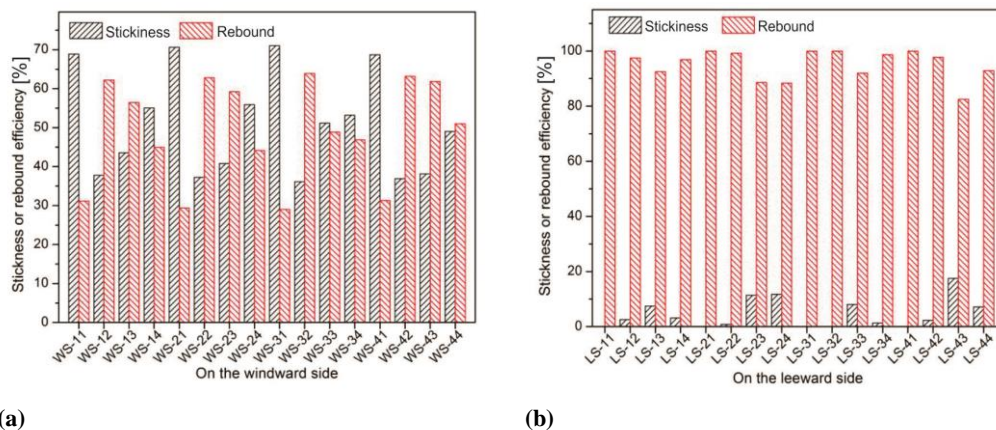 Stickiness Rebound
Stickness or rebound efficiency [%]
70
60
50
40
30
20
10
0
WS-11 WS-12 WS-13 WS-14 WS-21 WS-22 WS-23 WS-24 WS-31 WS-32 WS-33 WS-34 WS-41 WS-42 WS-43 WS-44
On the windward side
(a)
Stickiness Rebound
Stickness or rebound efficiency [%]
100
80
60
40
20
0
LS-11 LS-12 LS-13 LS-14 LS-21 LS-22 LS-23 LS-24 LS-31 LS-32 LS-33 LS-34 LS-41 LS-42 LS-43 LS-44
On the leeward side
(b)